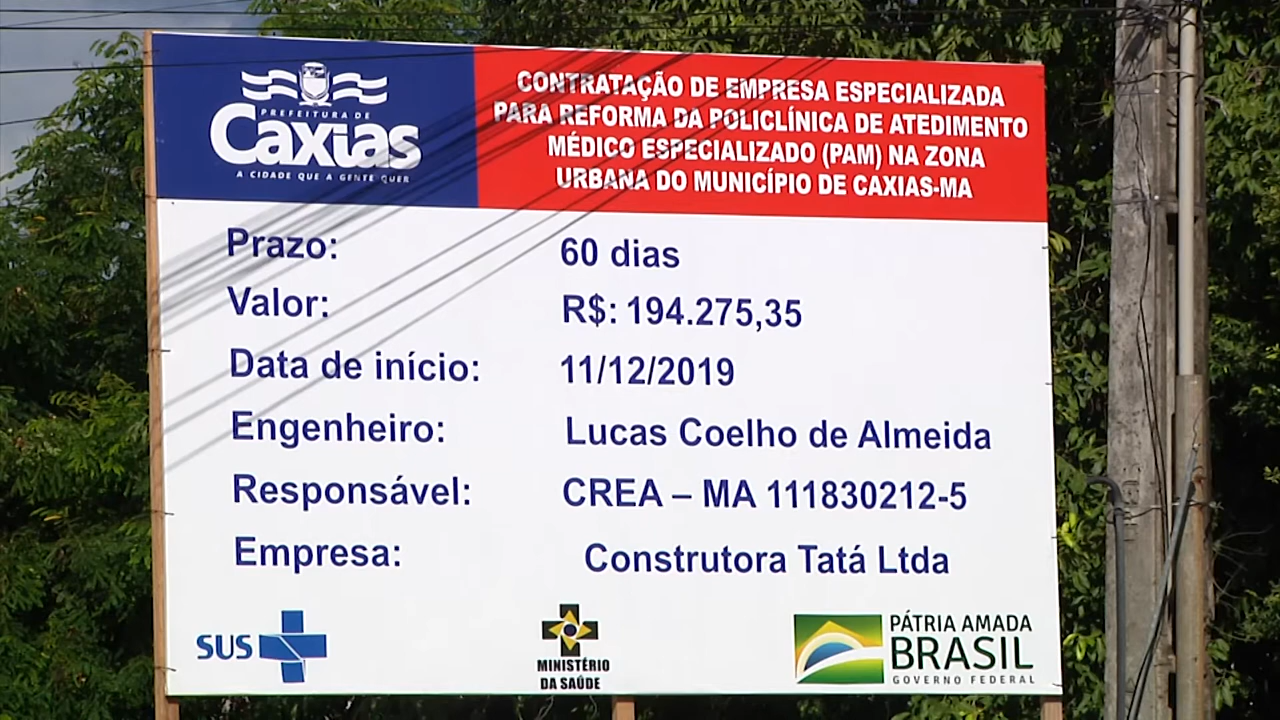 PREFEITURA DE
Caxias
A CIDADE QUE A GENTE QUER
CONTRATAÇÃO DE EMPRESA ESPECIALIZADA
PARA REFORMA DA POLICLÍNICA DE ATEDIMENTO
MÉDICO ESPECIALIZADO (PAM) NA ZONA
URBANA DO MUNICÍPIO DE CAXIAS-MA
Prazo: 60 dias
Valor: R$: 194.275,35
Data de início: 11/12/2019
Engenheiro: Lucas Coelho de Almeida
Responsável: CREA – MA 111830212-5
Empresa: Construtora Tatá Ltda
SUS
MINISTÉRIO
DA SAÚDE
PÁTRIA AMADA
BRASIL
GOVERNO FEDERAL